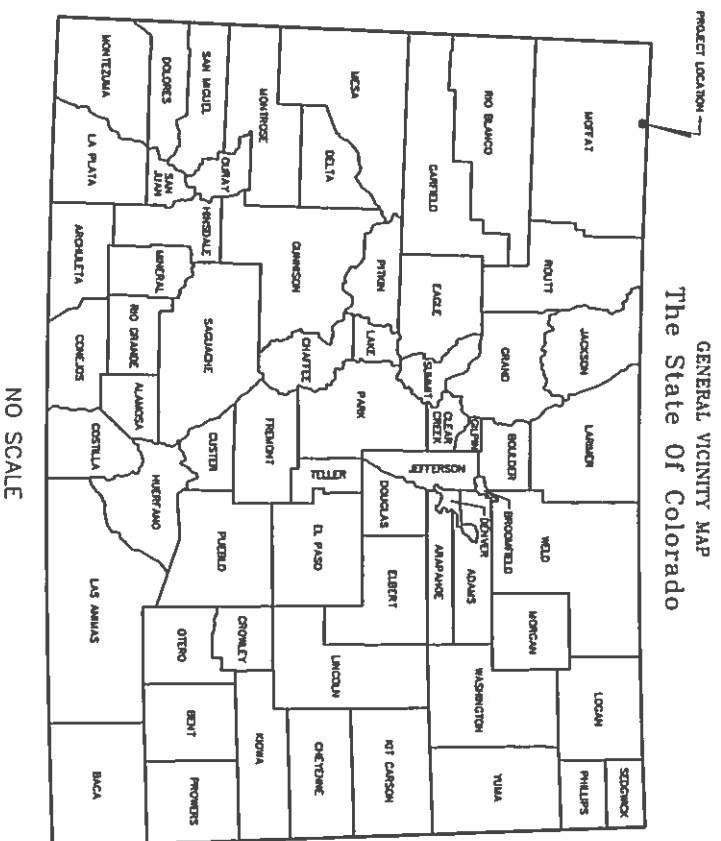 PROJECT LOCATION
GENERAL VICINITY MAP
The State Of Colorado
MOFFAT
ROUTT
JACKSON
LARIMER
WELD
LOGAN
SEDGWICK
PHILLIPS
RIO BLANCO
GRAND
BOULDER
BROOMFIELD
MORGAN
YUMA
WASHINGTON
GARFIELD
EAGLE
SUMMIT
GILPIN
CLEAR
CREEK
JEFFERSON
DENVER
ADAMS
ARAPAHOE
MESA
PITKIN
LAKE
PARK
DOUGLAS
ELBERT
LINCOLN
KIT CARSON
DELTA
GUNNISON
CHAFFEE
TELLER
EL PASO
CHEYENNE
MONTROSE
FREMONT
KIOWA
OURAY
SAN MIGUEL
HINSDALE
SAGUACHE
CUSTER
PUEBLO
CROWLEY
DOLORES
SAN
JUAN
MINERAL
OTERO
BENT
PROWERS
MONTEZUMA
LA PLATA
ARCHULETA
RIO GRANDE
ALAMOSA
CONEJOS
COSTILLA
HUERFANO
LAS ANIMAS
BACA
NO SCALE